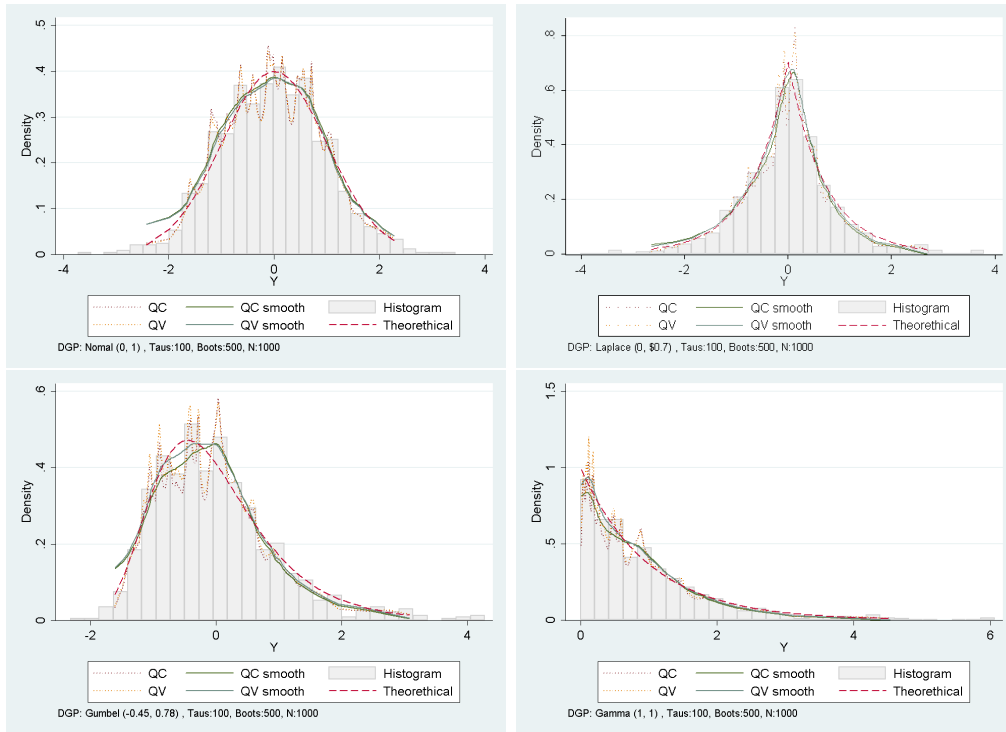 .5
.4
.3
.2
.1
0
Density
-4 -2 0 2 4
Y
QC QC smooth Histogram
QV QV smooth Theorethical
DGP: Nomal (0, 1) , Taus:100, Boots:500, N:1000
.8
.6
.4
.2
0
Density
-4 -2 0 2 4
Y
QC QC smooth Histogram
QV QV smooth Theorethical
DGP: Laplace (0, $0.7) , Taus:100, Boots:500, N:1000
.6
.4
.2
0
Density
-2 0 2 4
Y
QC QC smooth Histogram
QV QV smooth Theorethical
DGP: Gumbel (-0.45, 0.78) , Taus:100, Boots:500, N:1000
1.5
1
.5
0
Density
0 2 4 6
Y
QC QC smooth Histogram
QV QV smooth Theorethical
DGP: Gamma (1, 1) , Taus:100, Boots:500, N:1000